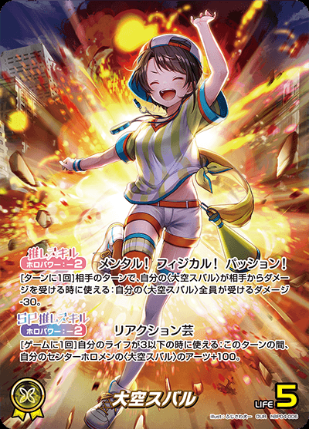 推しスキル
ホロパワー：-2
メンタル！ フィジカル！ パッション！
[ターンに1回]相手のターンで、自分の〈大空スバル〉が相手からダメ
ージを受ける時に使える：自分の〈大空スバル〉全員が受けるダメージ
-30。
SP推しスキル
ホロパワー：-2
リアクション芸
[ゲームに1回]自分のライフが3以下の時に使える：このターンの間、
自分のセンターホロメンの〈大空スバル〉のアーツ+100。
大空スバル
LIFE 5